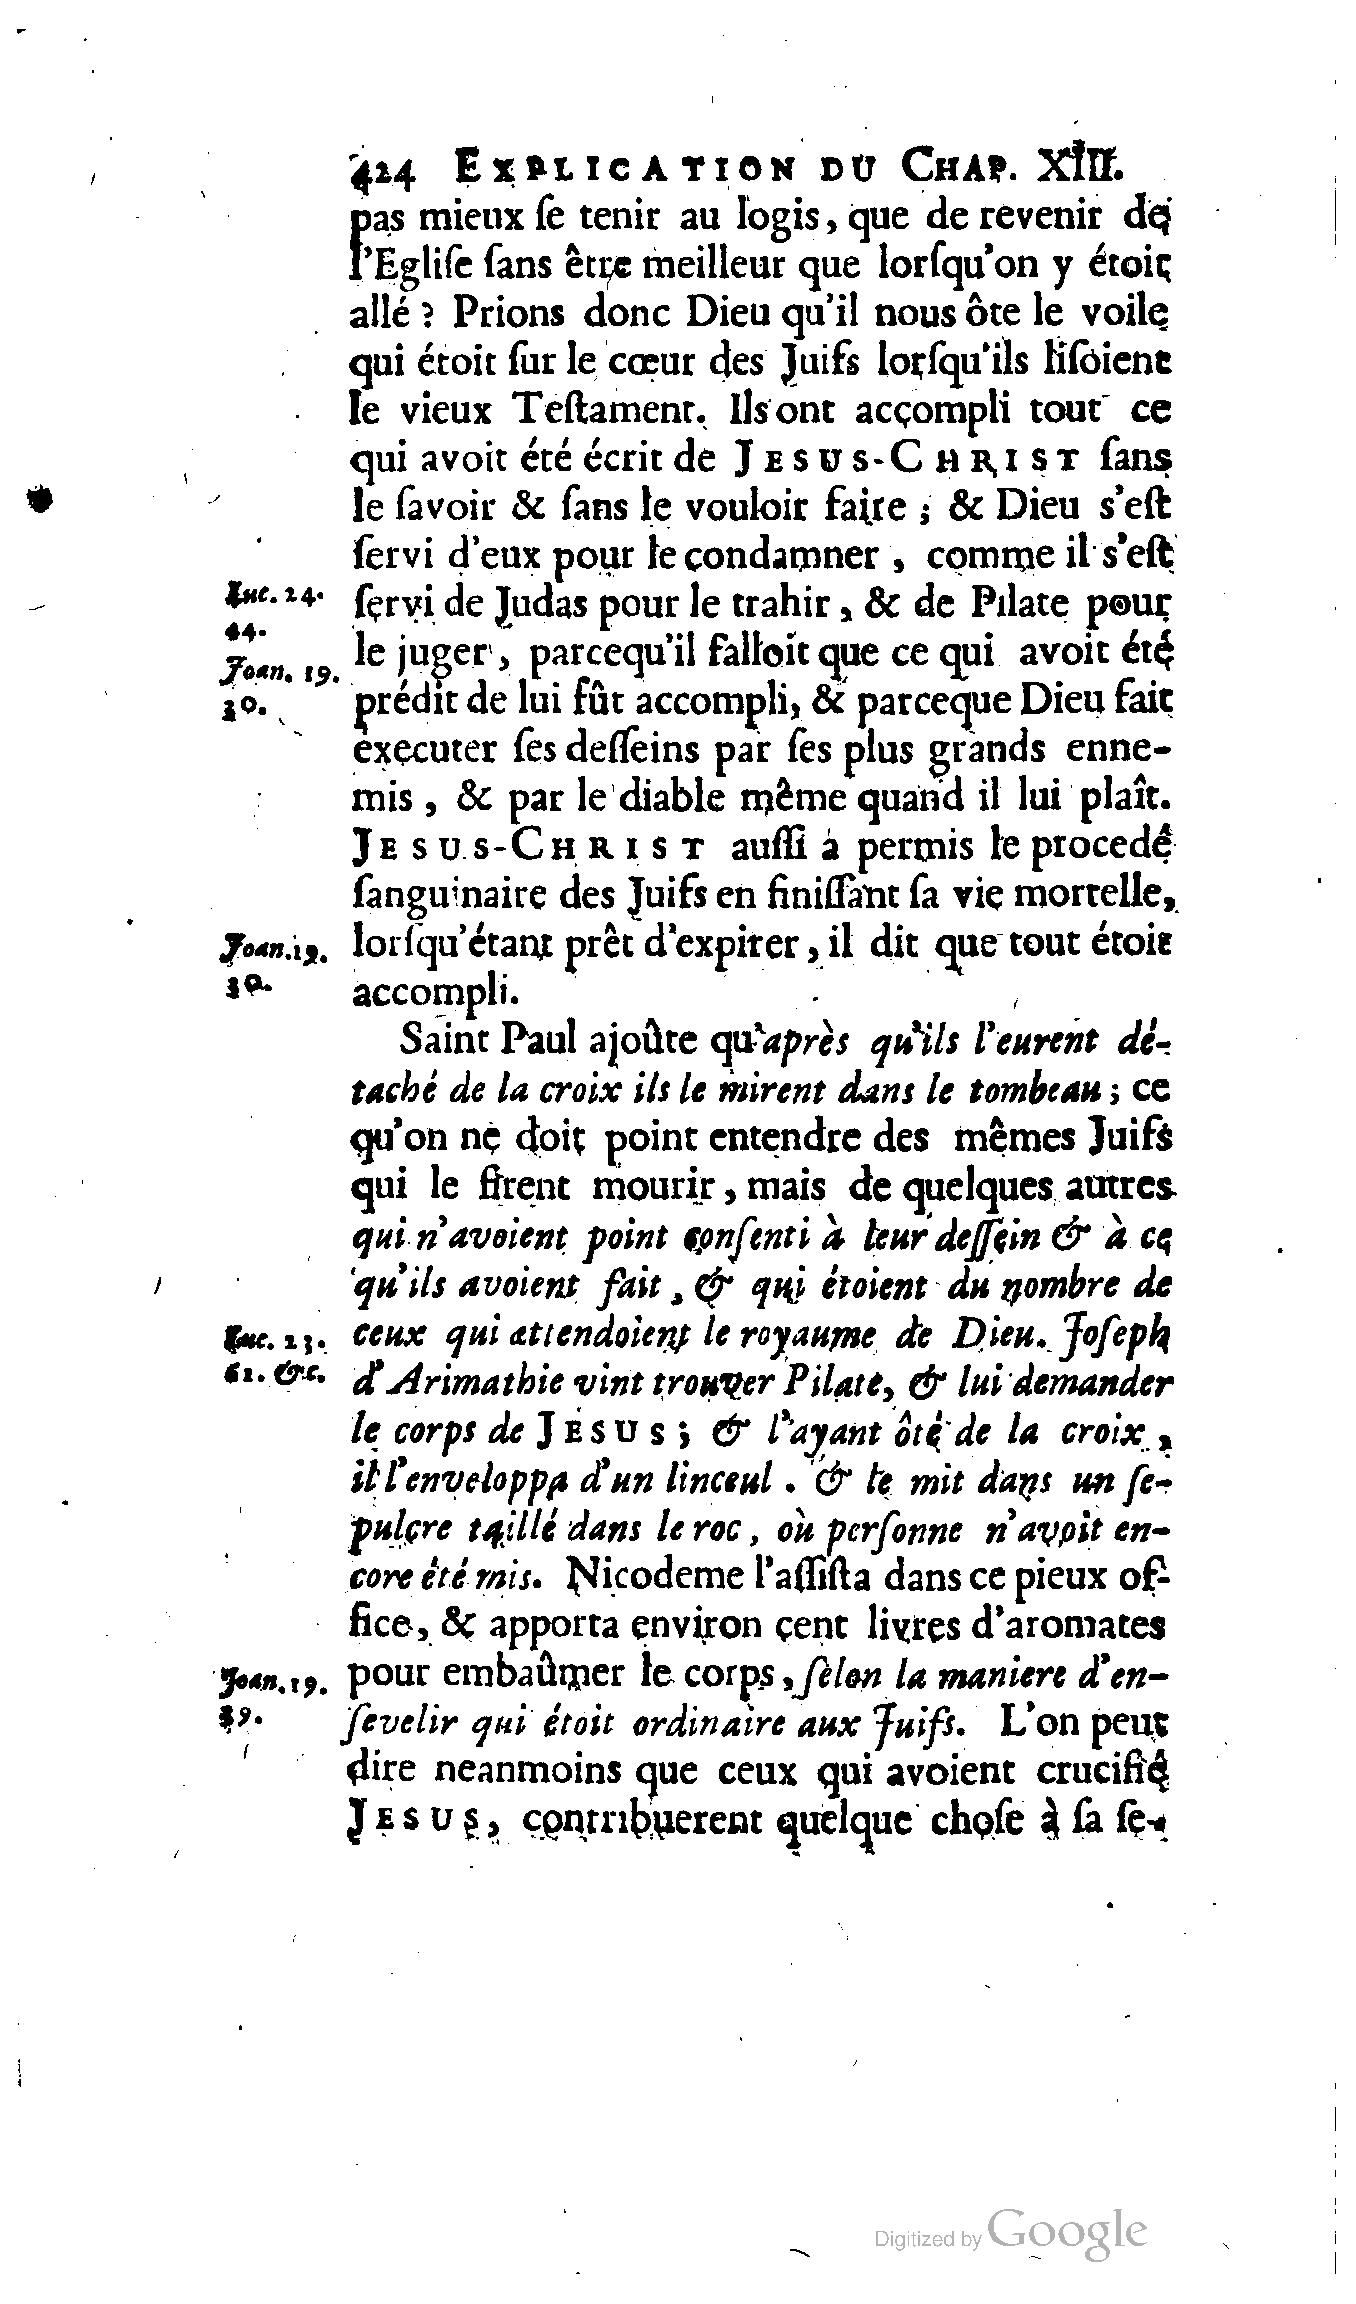 424 EXPLICATION DU CHAP. XIII.
pas mieux ſe tenir au logis, que de revenir de
l'Egliſe ſans être meilleur que lorſqu'on y étoit
allé ? Prions donc Dieu qu'il nous ôte le voile
qui étoit ſur le cœur des Juifs lorſqu'ils liſoient
le vieux Teſtament. Ils ont accompli tout ce
qui avoit été écrit de JESUS-CHRIST ſans
le ſavoir & ſans le vouloir faire ; & Dieu s'eſt
ſervi d'eux pour le condamner , comme il s'eſt
Luc. 24. ſervi de Judas pour le trahir , & de Pilate pour
44.
le juger , parcequ'il falloit que ce qui avoit été
Joan. 19.
30. prédit de lui fût accompli, & parceque Dieu fait
executer ſes deſſeins par ſes plus grands enne-
mis , & par le diable même quand il lui plaît.
JESUS-CHRIST auſſi a permis le procedé
ſanguinaire des Juifs en finiſſant ſa vie mortelle,
Joan. 19. lorſqu'étant prêt d'expirer , il dit que tout étoit
30. accompli.
Saint Paul ajoûte qu'après qu'ils l'eurent dé-
taché de la croix ils le mirent dans le tombeau ; ce
qu'on ne doit point entendre des mêmes Juifs
qui le firent mourir , mais de quelques autres
qui n'avoient point conſenti à leur deſſein & à ce
qu'ils avoient fait , & qui étoient du nombre de
Luc. 23. ceux qui attendoient le royaume de Dieu. Joſeph
&c. d'Arimathie vint trouver Pilate, & lui demander
le corps de JESUS ; & l'ayant ôté de la croix ,
il l'enveloppa d'un linceul . & le mit dans un ſe-
pulcre taillé dans le roc , où perſonne n'avoit en-
core été mis. Nicodeme l'aſſiſta dans ce pieux of-
fice, & apporta environ cent livres d'aromates
Joan. 19. pour embaûmer le corps , ſelon la maniere d'en-
39. ſevelir qui étoit ordinaire aux Juifs. L'on peut
dire neanmoins que ceux qui avoient crucifié
JESUS, contribuerent quelque choſe à ſa ſe-
Digitized by Google